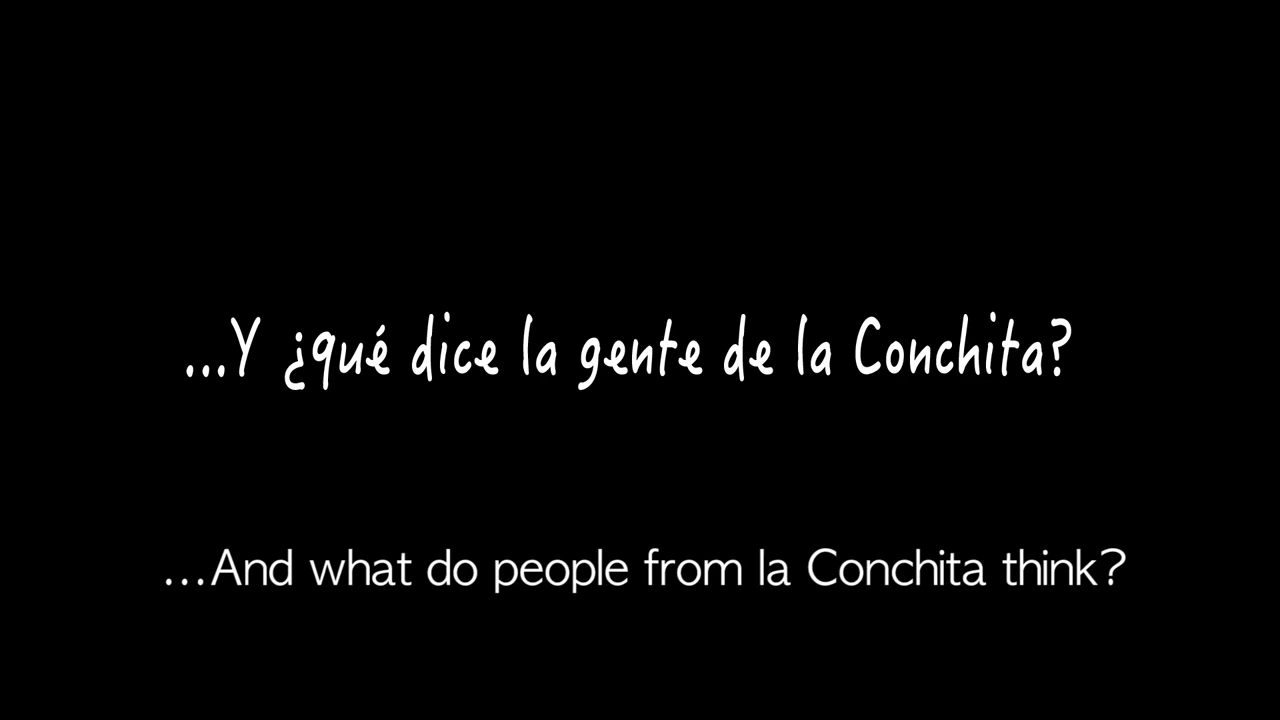 ...Y ¿qué dice la gente de la Conchita?
...And what do people from la Conchita think?